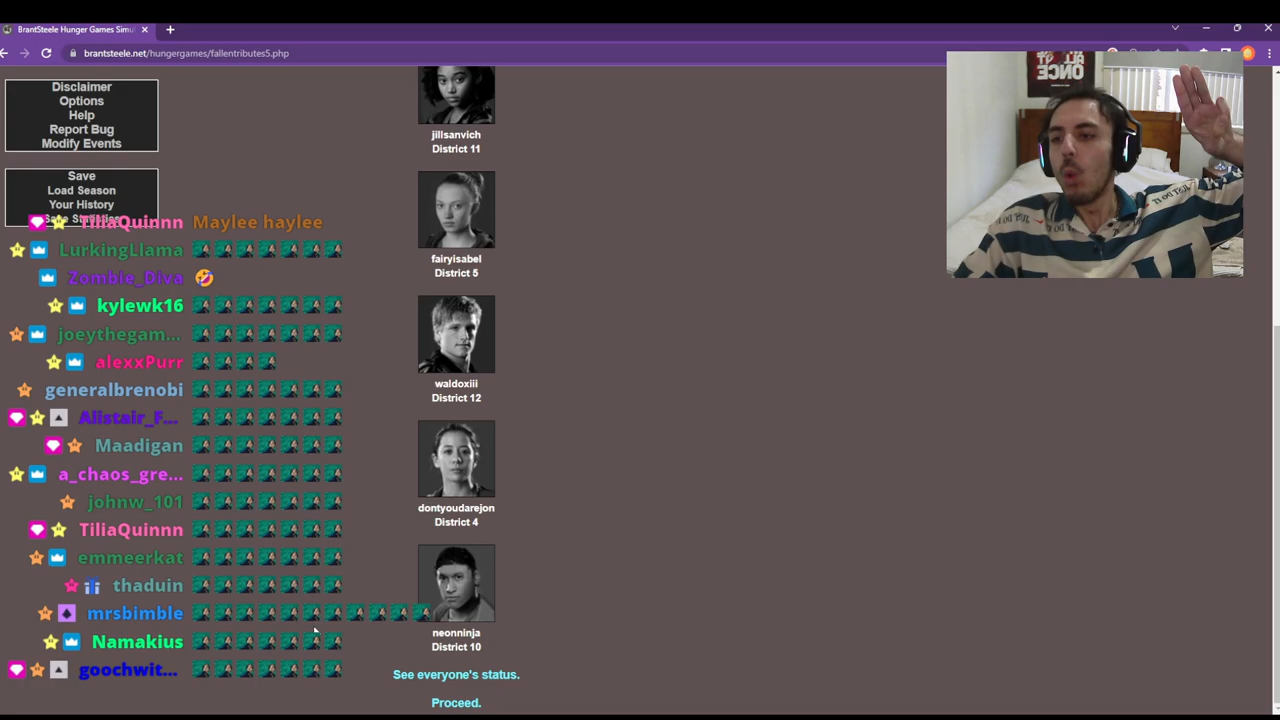 BrantSteele Hunger Games Simu
brantsteele.net/hungergames/fallentributes5.php
Disclaimer
Options
Help
Report Bug
Modify Events
Save
Load Season
Your History
TiliaQuinnn Maylee haylee
LurkingLlama
Zombie_Diva
kylewk16
joeythegam...
alexxPurr
generalbrenobi
Alistair_F...
Maadigan
a_chaos_gre...
johnw_101
TiliaQuinnn
emmeerkat
thaduin
mrsbimble
Namakius
goochwit...
jillsanvich
District 11
fairyisabel
District 5
waldoxiii
District 12
dontyoudarejon
District 4
neonninja
District 10
See everyone's status.
Proceed.
ONCE